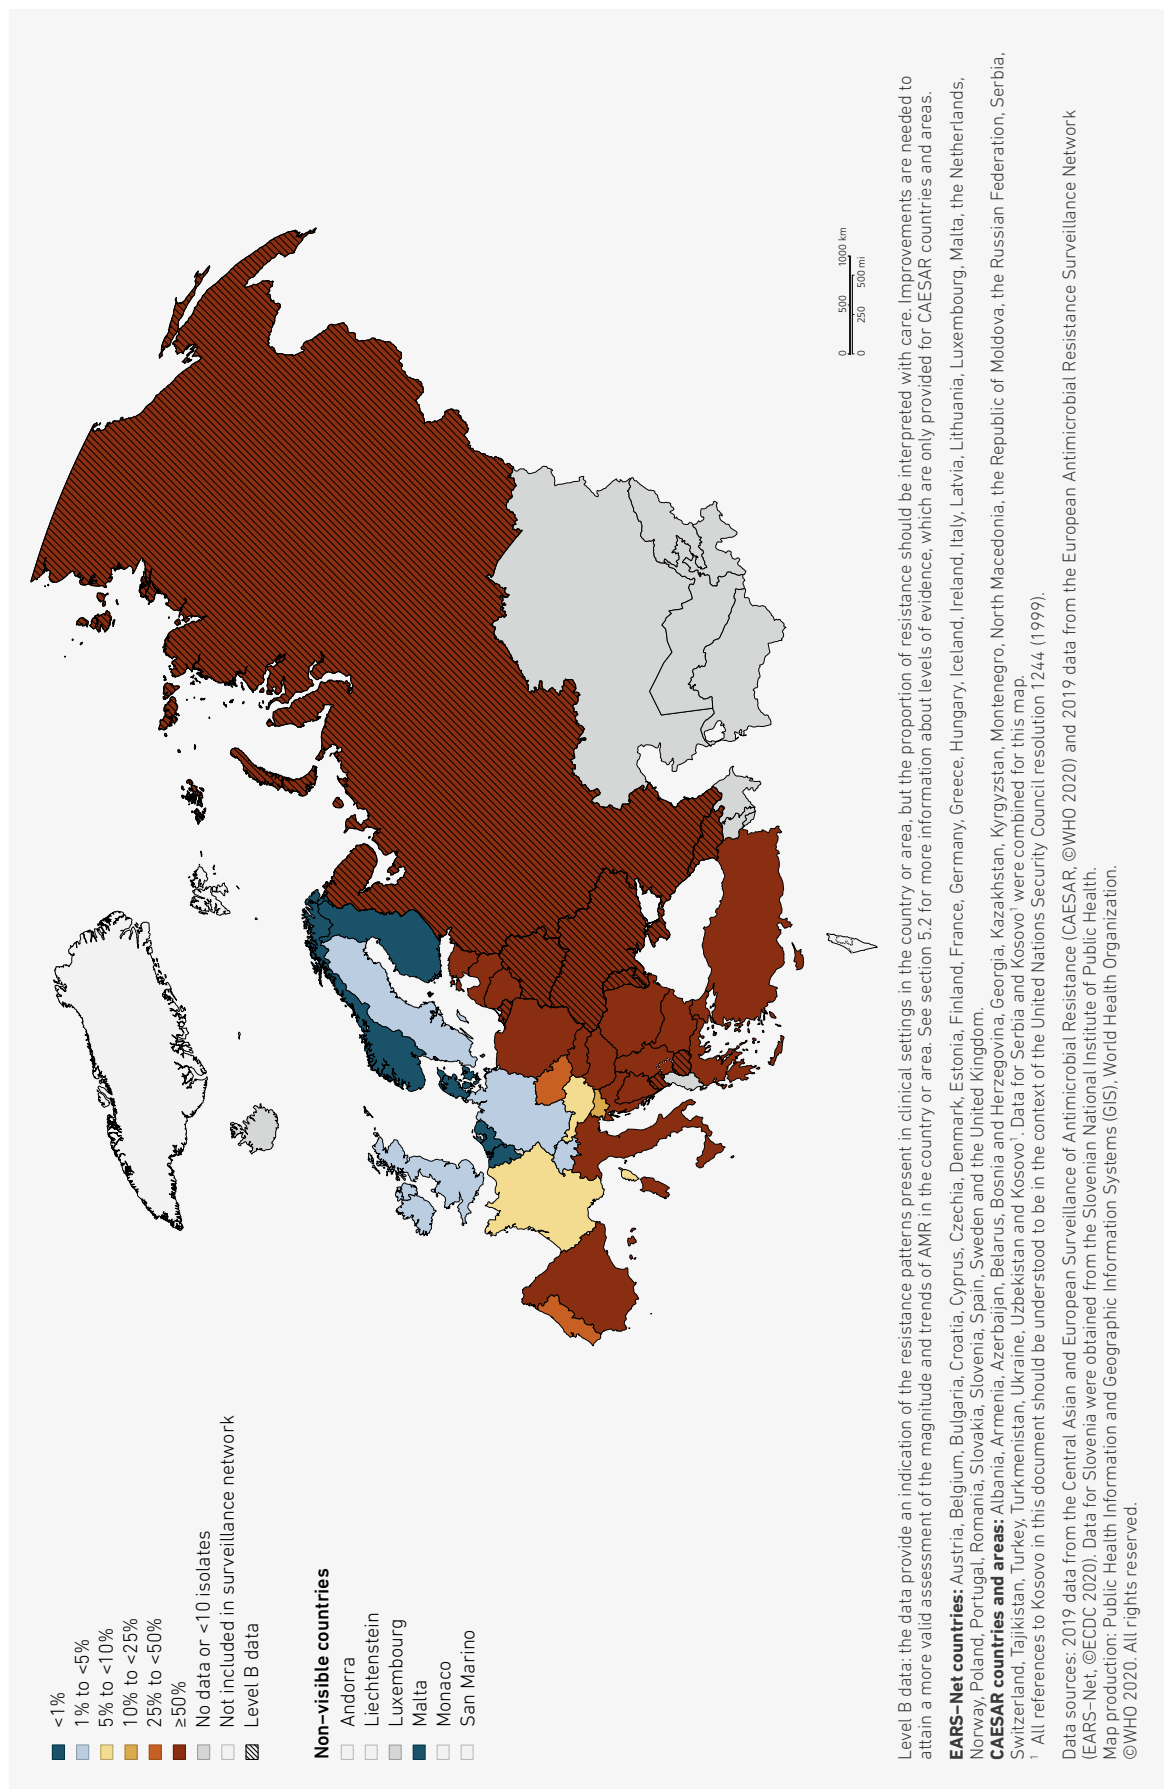 <1%
1% to <5%
5% to <10%
10% to <25%
25% to <50%
≥50%
No data or <10 isolates
Not included in surveillance network
Level B data
Non–visible countries
Andorra
Liechtenstein
Luxembourg
Malta
Monaco
San Marino
0 500 1000 km
0 250 500 mi
Level B data: the data provide an indication of the resistance patterns present in clinical settings in the country or area, but the proportion of resistance should be interpreted with care. Improvements are needed to
attain a more valid assessment of the magnitude and trends of AMR in the country or area. See section 5.2 for more information about levels of evidence, which are only provided for CAESAR countries and areas.
EARS–Net countries: Austria, Belgium, Bulgaria, Croatia, Cyprus, Czechia, Denmark, Estonia, Finland, France, Germany, Greece, Hungary, Iceland, Ireland, Italy, Latvia, Lithuania, Luxembourg, Malta, the Netherlands,
Norway, Poland, Portugal, Romania, Slovakia, Slovenia, Spain, Sweden and the United Kingdom.
CAESAR countries and areas: Albania, Armenia, Azerbaijan, Belarus, Bosnia and Herzegovina, Georgia, Kazakhstan, Kyrgyzstan, Montenegro, North Macedonia, the Republic of Moldova, the Russian Federation, Serbia,
Switzerland, Tajikistan, Turkey, Turkmenistan, Ukraine, Uzbekistan and Kosovo¹. Data for Serbia and Kosovo¹ were combined for this map.
¹ All references to Kosovo in this document should be understood to be in the context of the United Nations Security Council resolution 1244 (1999).
Data sources: 2019 data from the Central Asian and European Surveillance of Antimicrobial Resistance (CAESAR, ©WHO 2020) and 2019 data from the European Antimicrobial Resistance Surveillance Network
(EARS–Net, ©ECDC 2020). Data for Slovenia were obtained from the Slovenian National Institute of Public Health.
Map production: Public Health Information and Geographic Information Systems (GIS), World Health Organization.
©WHO 2020. All rights reserved.